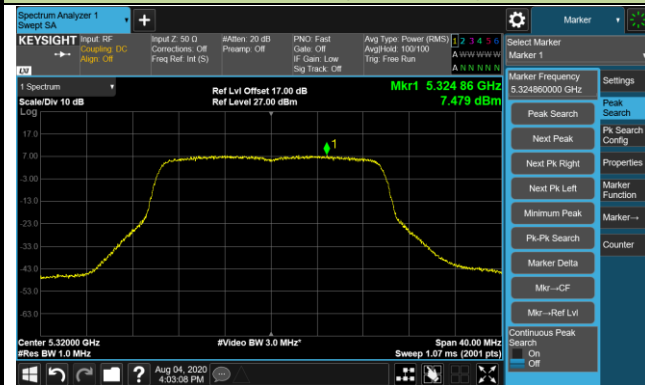 Spectrum Analyzer 1
Swept SA
Marker
KEYSIGHT
Input: RF
Coupling: DC
Align: Off
Input Z: 50 Ω
Corrections: Off
Freq Ref: Int (S)
#Atten: 20 dB
Preamp: Off
PNO: Fast
Gate: Off
IF Gain: Low
Sig Track: Off
Avg Type: Power (RMS)
Avg|Hold: 100/100
Trig: Free Run
1 2 3 4 5 6
A W W W W W
A N N N N N
LXI
Select Marker
Marker 1
1 Spectrum
Scale/Div 10 dB
Log
Ref Lvl Offset 17.00 dB
Ref Level 27.00 dBm
Mkr1 5.324 86 GHz
7.479 dBm
1
17.0
7.00
-3.00
-13.0
-23.0
-33.0
-43.0
-53.0
-63.0
Center 5.32000 GHz
#Res BW 1.0 MHz
#Video BW 3.0 MHz*
Span 40.00 MHz
Sweep 1.07 ms (2001 pts)
Marker Frequency
5.324860000 GHz
Peak Search
Next Peak
Next Pk Right
Next Pk Left
Minimum Peak
Pk-Pk Search
Marker Delta
Mkr→CF
Mkr→Ref Lvl
Continuous Peak
Search
On
Off
Settings
Peak
Search
Pk Search
Config
Properties
Marker
Function
Marker→
Counter
?
Aug 04, 2020
4:03:08 PM